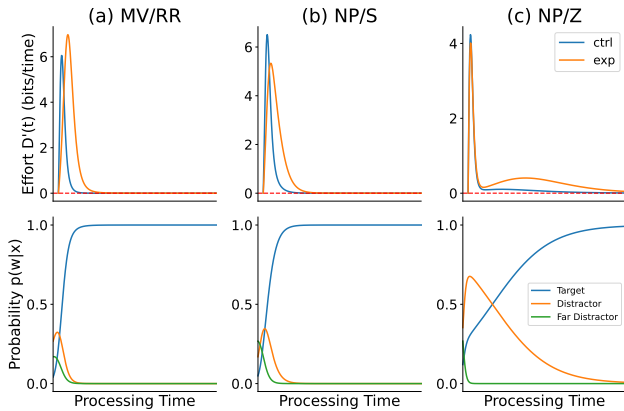 (a) MV/RR
(b) NP/S
(c) NP/Z
Effort D'(t) (bits/time)
6
4
2
0
6
4
2
0
4
2
0
ctrl
exp
Probability p(w|x)
1.0
0.5
0.0
1.0
0.5
0.0
1.0
0.5
0.0
Target
Distractor
Far Distractor
Processing Time
Processing Time
Processing Time